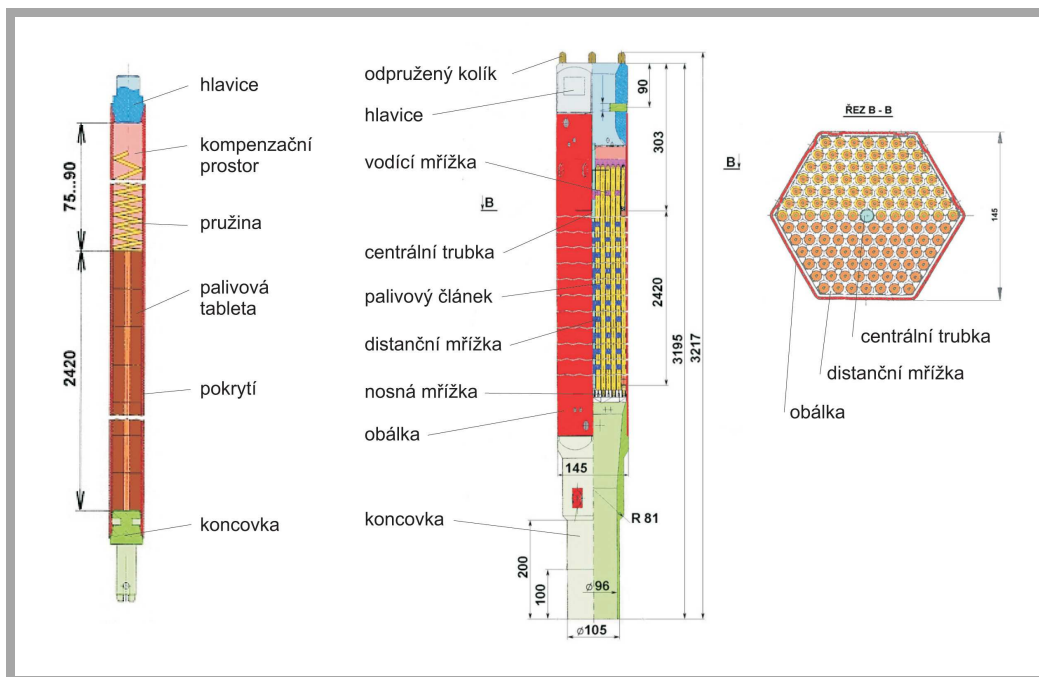 hlavice
kompenzační
prostor
75...90
pružina
palivová
tableta
2420
pokrytí
koncovka
odpružený kolík
hlavice
vodící mřížka
B
centrální trubka
palivový článek
distanční mřížka
nosná mřížka
obálka
koncovka
90
303
2420
3195
3217
145
R 81
200
100
ø96
ø105
ŘEZ B - B
B
145
centrální trubka
distanční mřížka
obálka